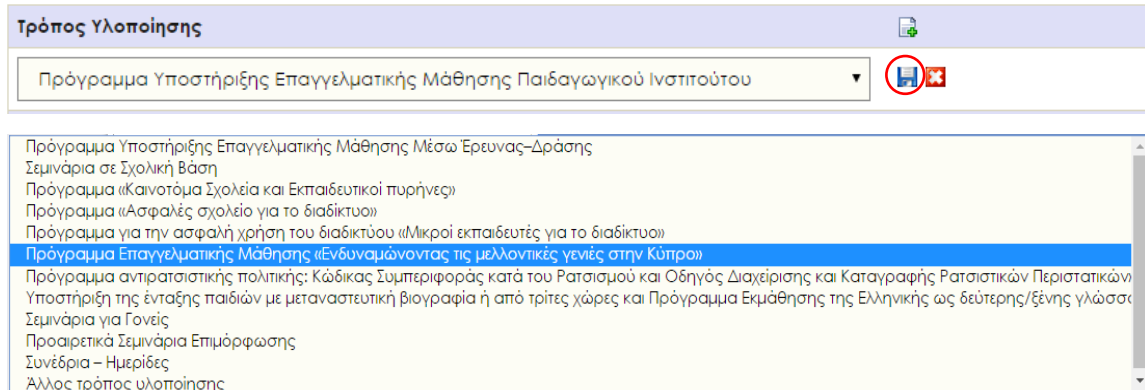 Τρόπος Υλοποίησης
Πρόγραμμα Υποστήριξης Επαγγελματικής Μάθησης Παιδαγωγικού Ινστιτούτου
Πρόγραμμα Υποστήριξης Επαγγελματικής Μάθησης Μέσω Έρευνας–Δράσης
Σεμινάρια σε Σχολική Βάση
Πρόγραμμα «Καινοτόμα Σχολεία και Εκπαιδευτικοί πυρήνες»
Πρόγραμμα «Ασφαλές σχολείο για το διαδίκτυο»
Πρόγραμμα για την ασφαλή χρήση του διαδικτύου «Μικροί εκπαιδευτές για το διαδίκτυο»
Πρόγραμμα Επαγγελματικής Μάθησης «Ενδυναμώνοντας τις μελλοντικές γενιές στην Κύπρο»
Πρόγραμμα αντιρατσιστικής πολιτικής: Κώδικας Συμπεριφοράς κατά του Ρατσισμού και Οδηγός Διαχείρισης και Καταγραφής Ρατσιστικών Περιστατικών»
Υποστήριξη της ένταξης παιδιών με μεταναστευτική βιογραφία ή από τρίτες χώρες και Πρόγραμμα Εκμάθησης της Ελληνικής ως δεύτερης/ξένης γλώσσα
Σεμινάρια για Γονείς
Προαιρετικά Σεμινάρια Επιμόρφωσης
Συνέδρια – Ημερίδες
Άλλος τρόπος υλοποίησης